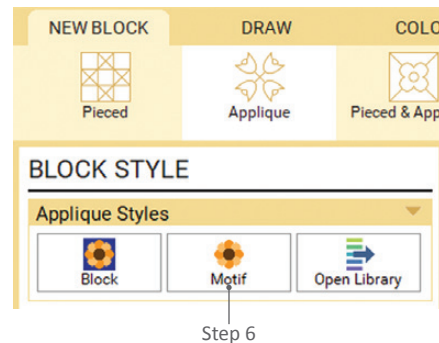 NEW BLOCK DRAW COLO
Pieced Applique Pieced & App
BLOCK STYLE
Applique Styles
Block Motif Open Library
Step 6